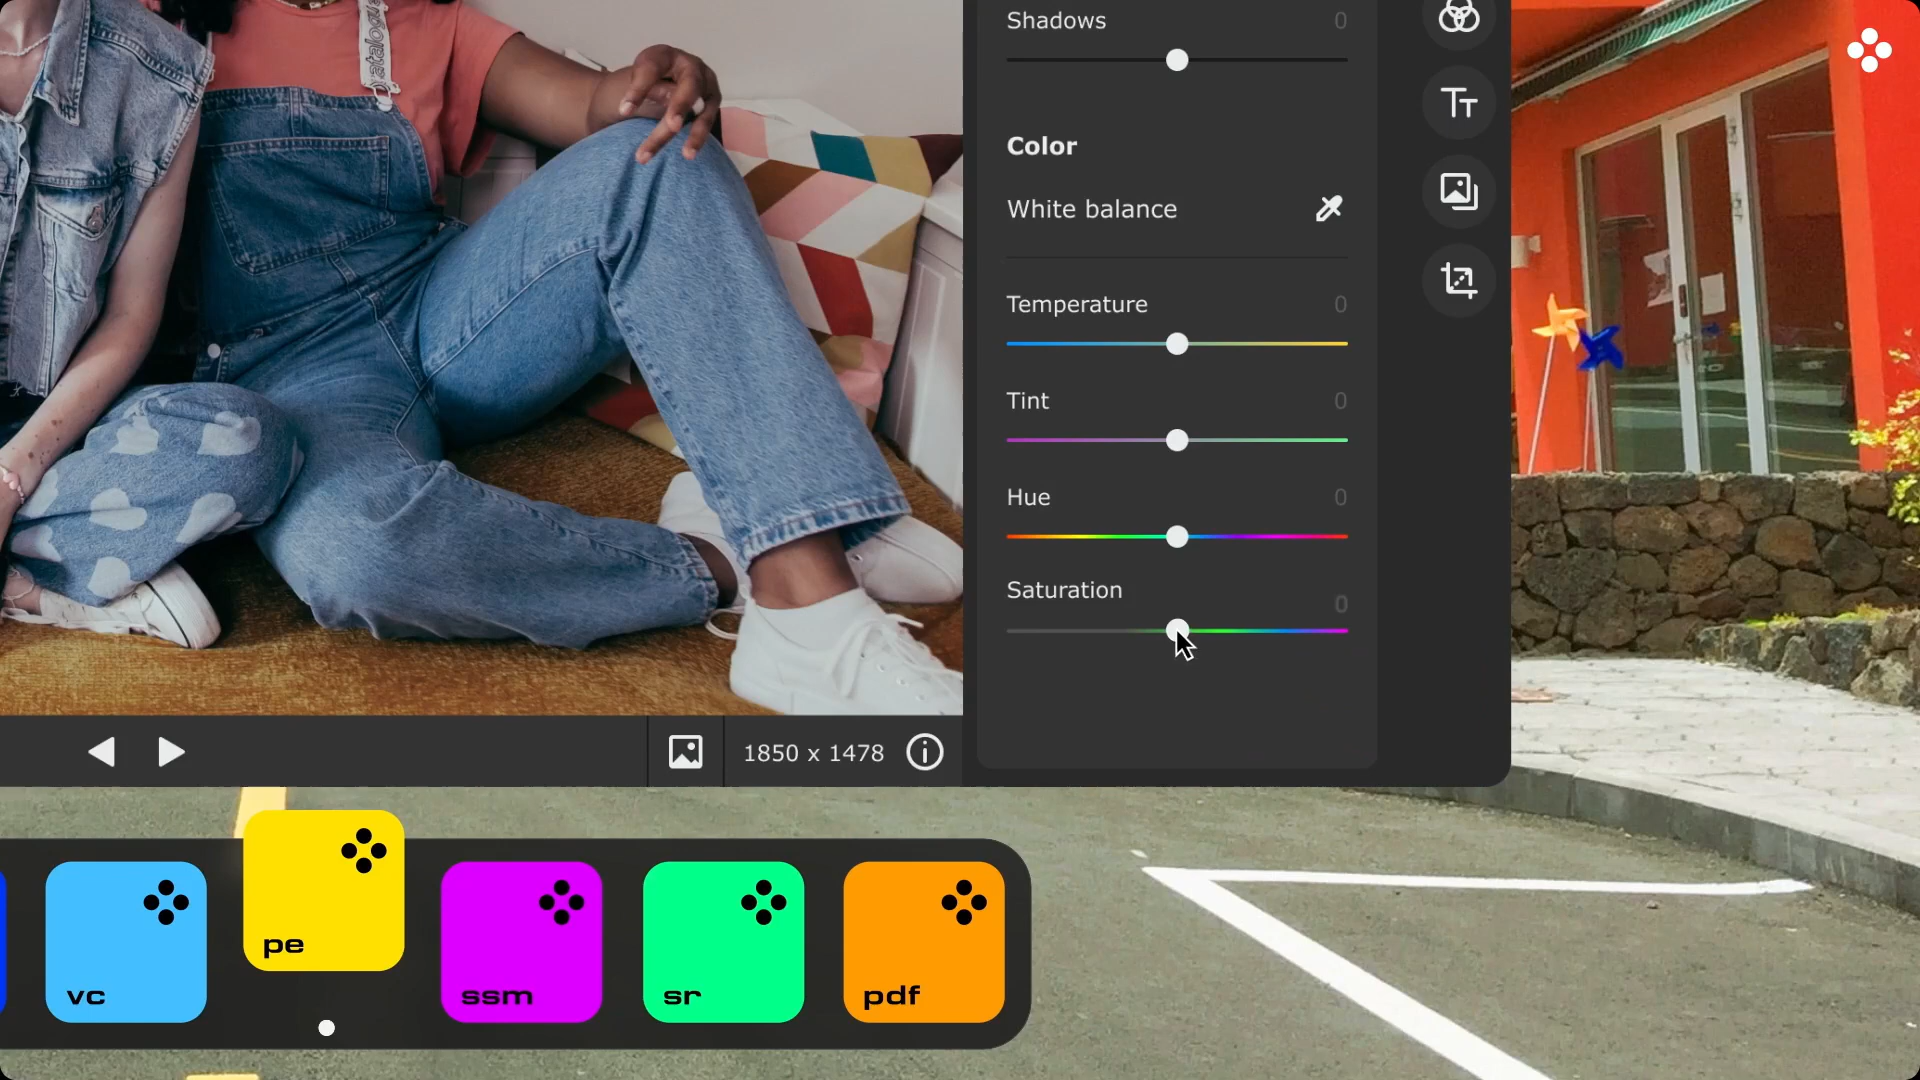 atalogua
Shadows 0
Color
White balance
Temperature 0
Tint 0
Hue 0
Saturation 0
1850 x 1478
vc
pe
ssm
sr
pdf